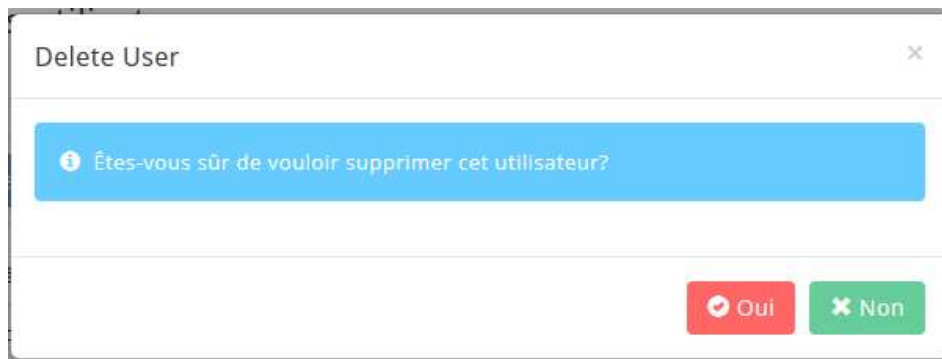 Delete User
Êtes-vous sûr de vouloir supprimer cet utilisateur?
Oui
Non